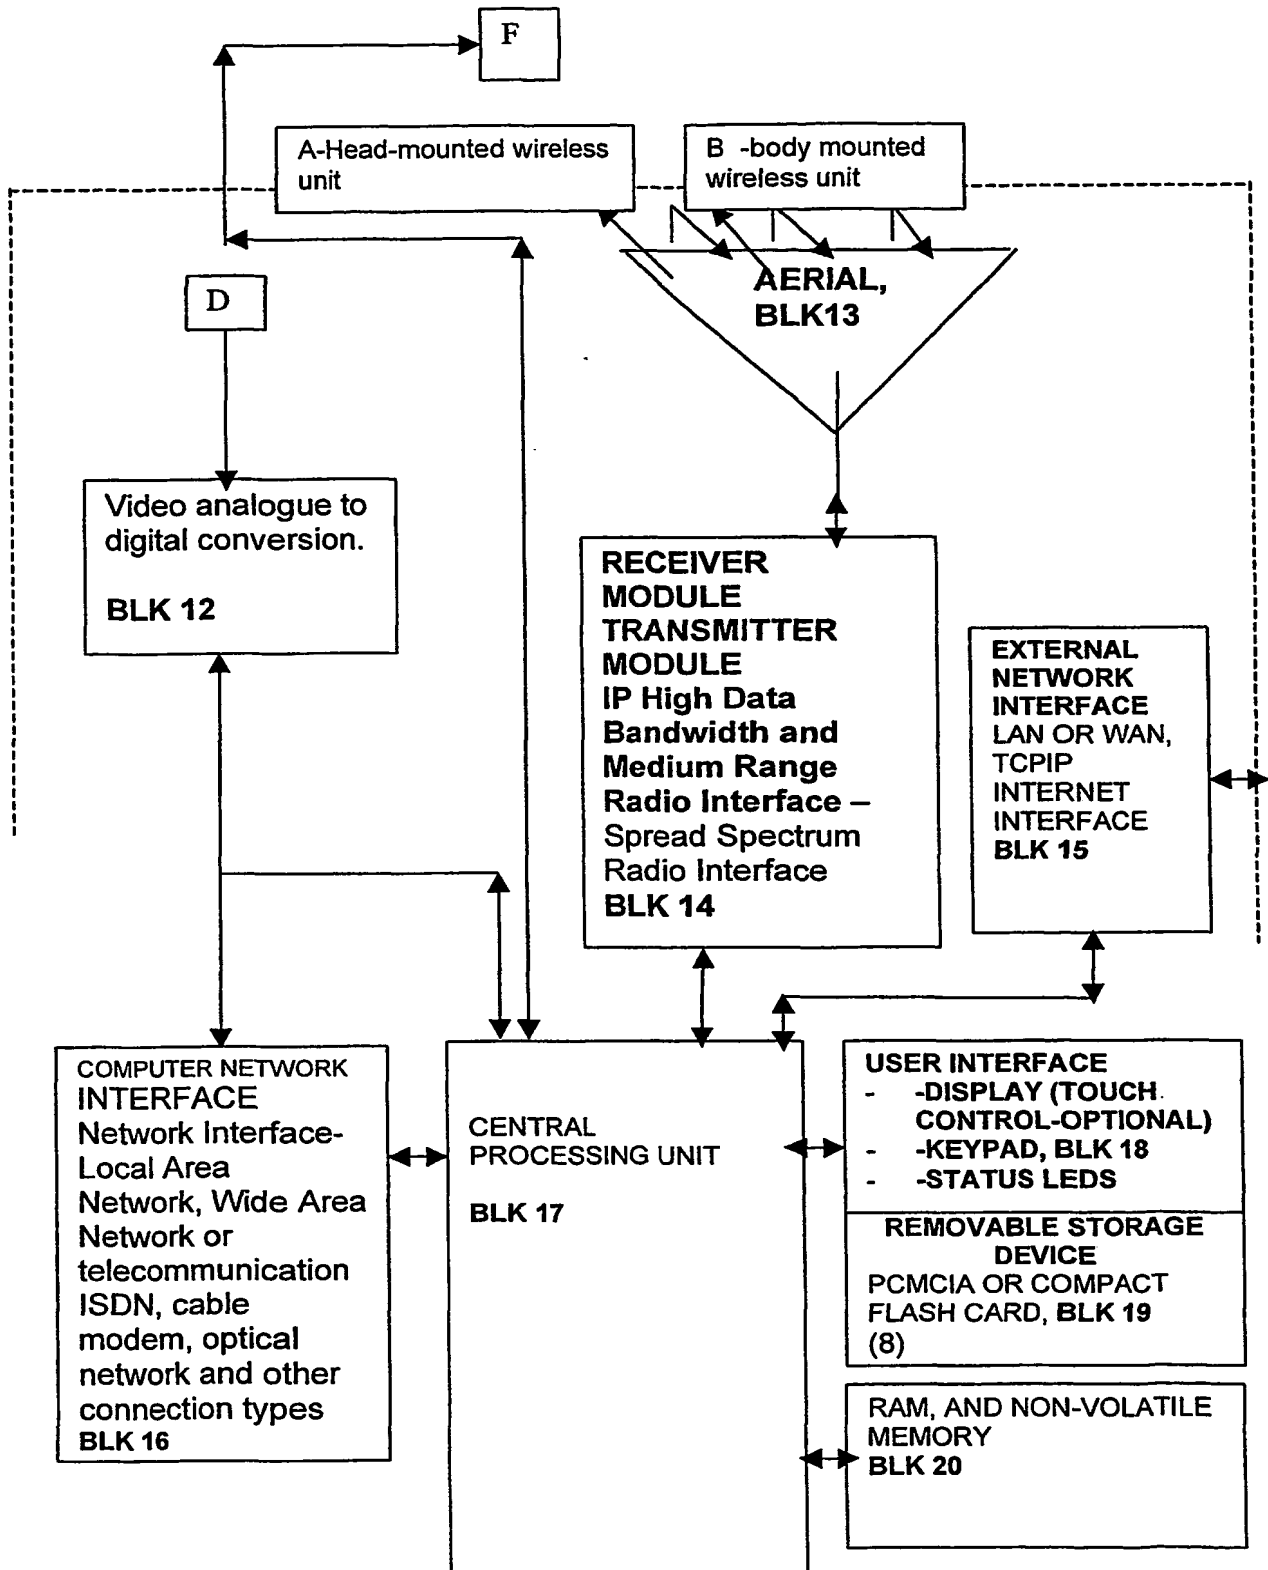 F
A-Head-mounted wireless
unit
B -body mounted
wireless unit
D
AERIAL,
BLK13
Video analogue to
digital conversion.
BLK 12
RECEIVER
MODULE
TRANSMITTER
MODULE
IP High Data
Bandwidth and
Medium Range
Radio Interface –
Spread Spectrum
Radio Interface
BLK 14
EXTERNAL
NETWORK
INTERFACE
LAN OR WAN,
TCPIP
INTERNET
INTERFACE
BLK 15
COMPUTER NETWORK
INTERFACE
Network Interface-
Local Area
Network, Wide Area
Network or
telecommunication
ISDN, cable
modem, optical
network and other
connection types
BLK 16
CENTRAL
PROCESSING UNIT
BLK 17
USER INTERFACE
- -DISPLAY (TOUCH
CONTROL-OPTIONAL)
- -KEYPAD, BLK 18
- -STATUS LEDS
REMOVABLE STORAGE
DEVICE
PCMCIA OR COMPACT
FLASH CARD, BLK 19
(8)
RAM, AND NON-VOLATILE
MEMORY
BLK 20